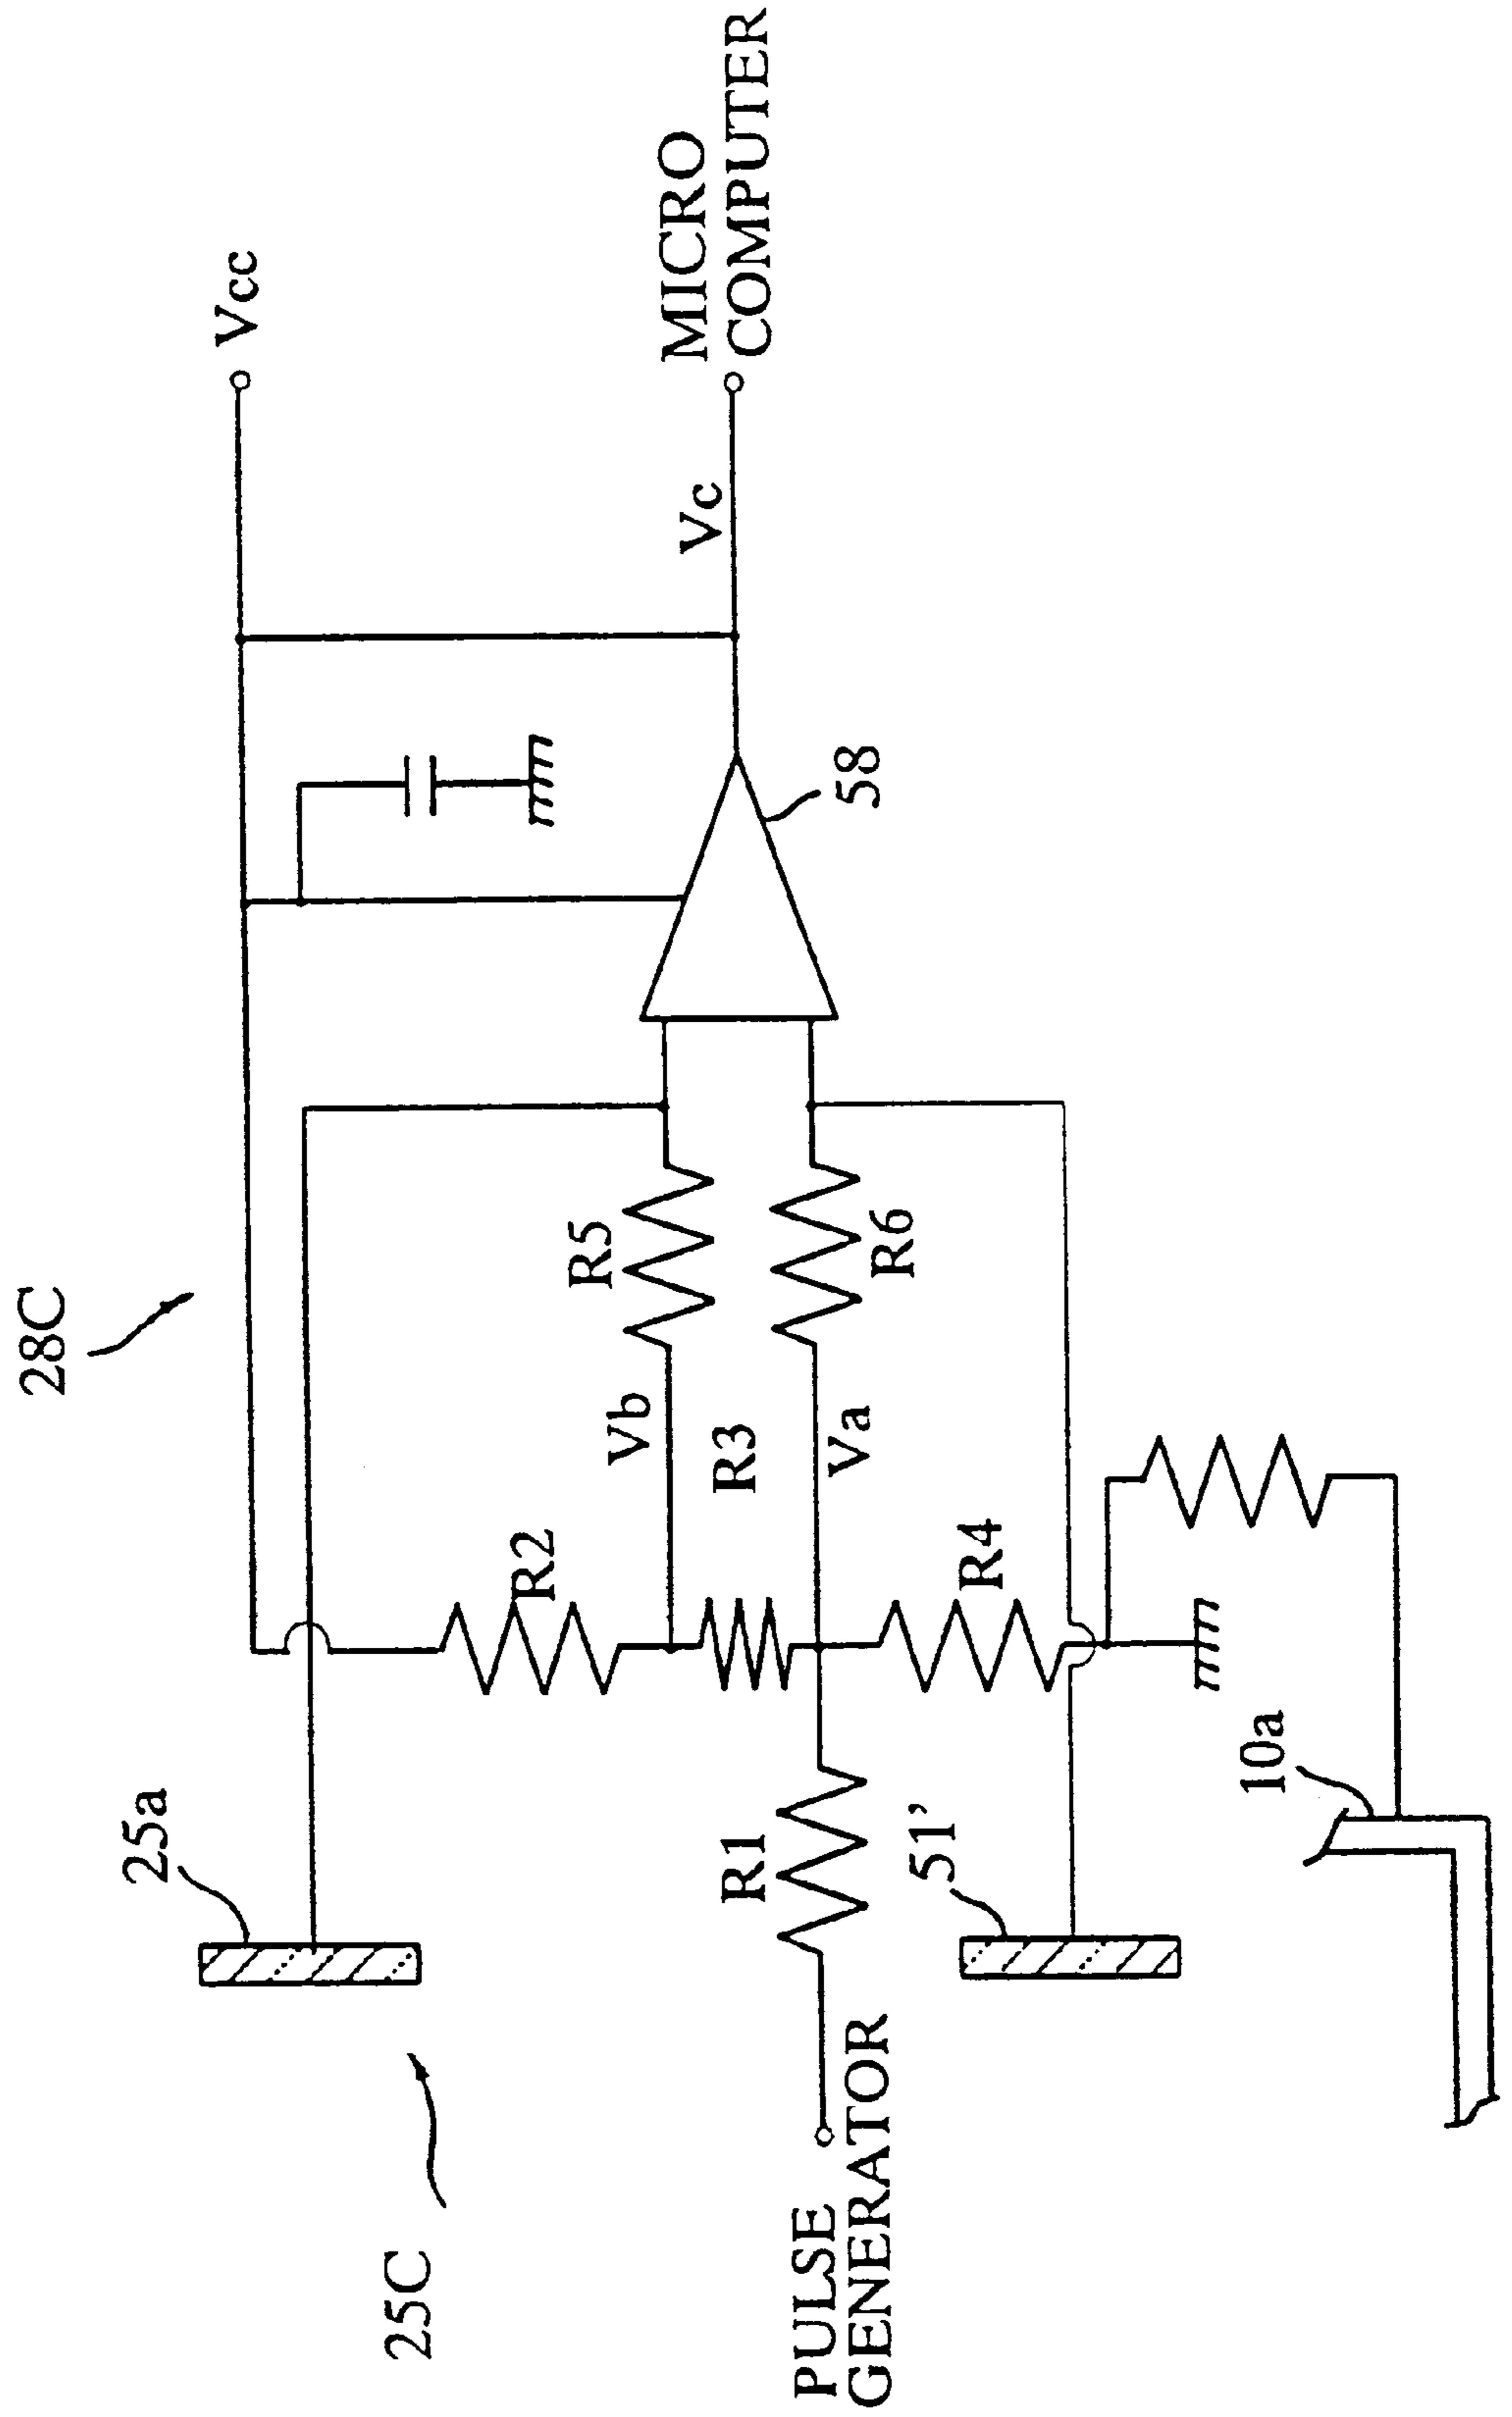 28C
Vcc
25a
25C
R2
Vb
R5
R3
Va
R6
R1
R4
PULSE
GENERATOR
51’
10a
58
Vc
MICRO
COMPUTER